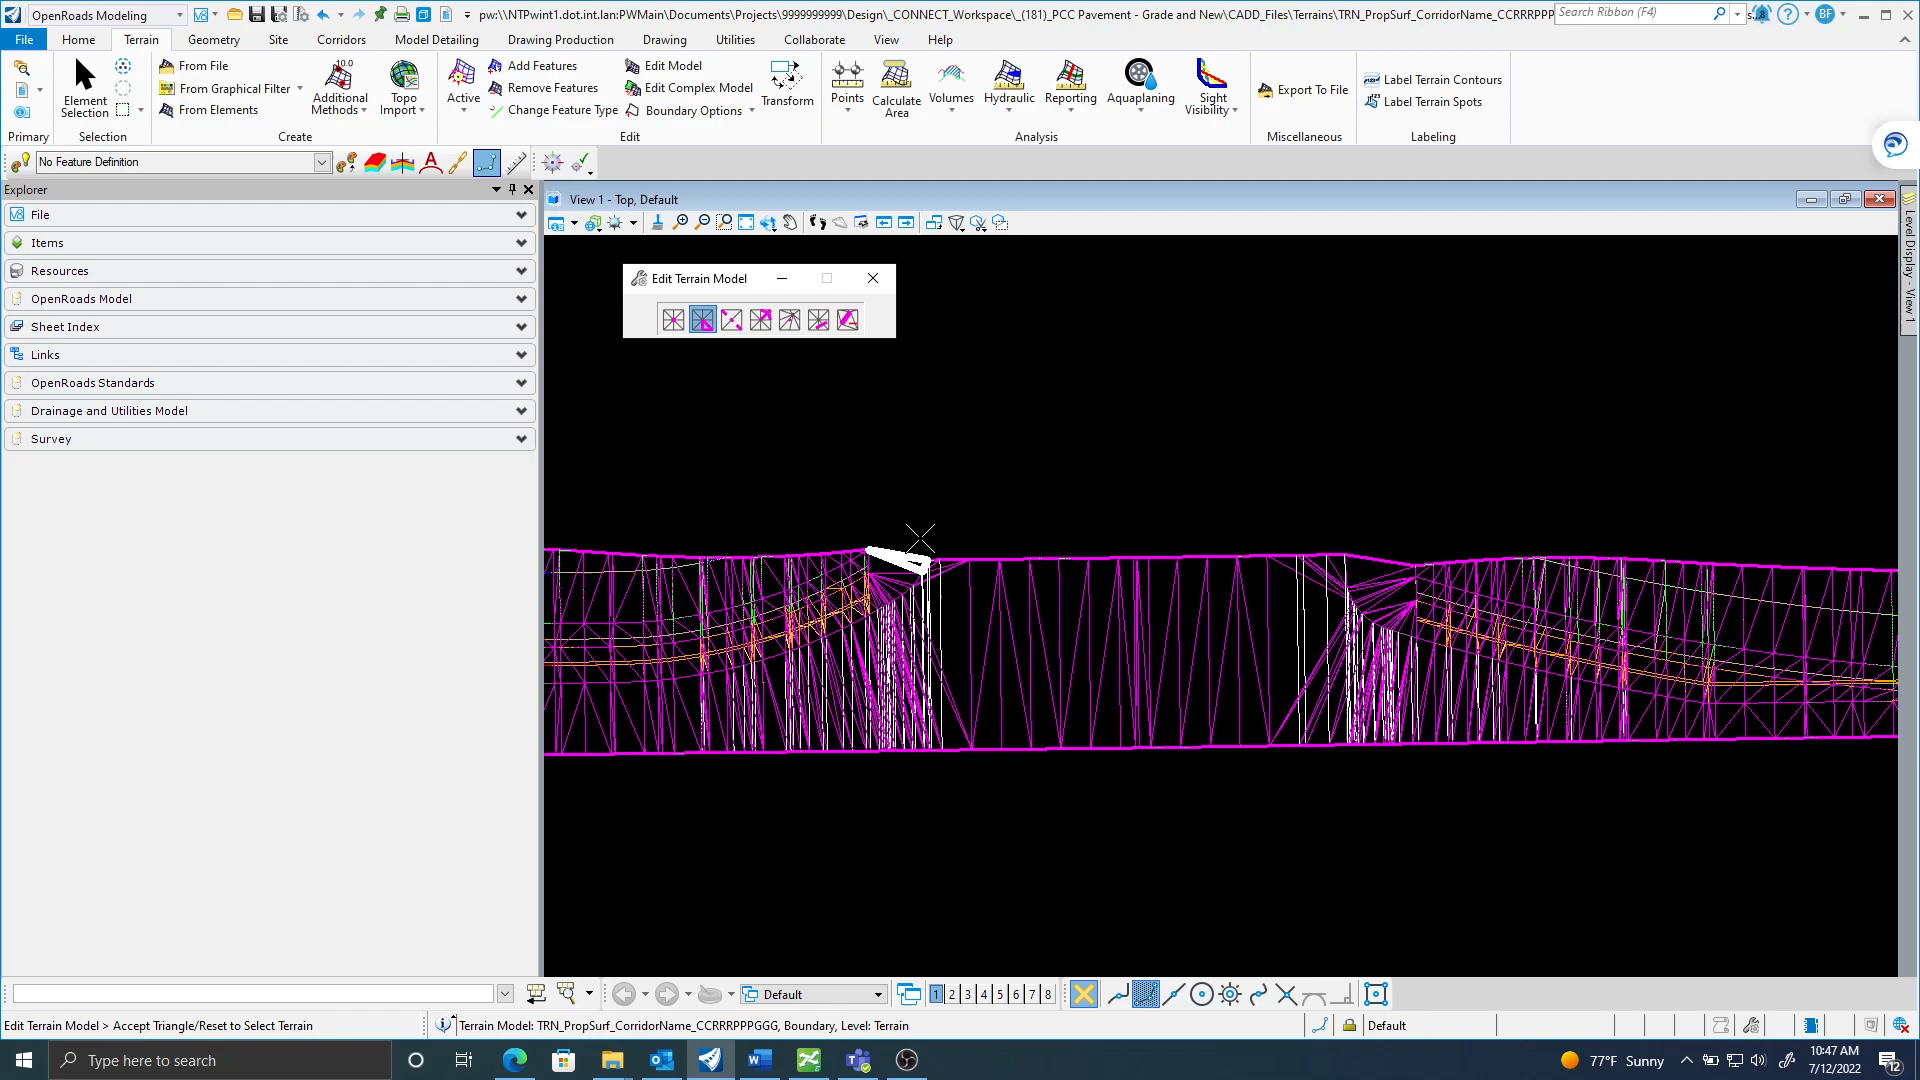 OpenRoads Modeling
pw:\\NTPwint1.dot.int.lan:PWMain\Documents\Projects\9999999999\Design\_CONNECT_Workspace\_(181)_PCC Pavement - Grade and New\CADD_Files\Terrains\TRN_PropSurf_CorridorName_CCRRRPPP
Search Ribbon (F4)
BF
File Home Terrain Geometry Site Corridors Model Detailing Drawing Production Drawing Utilities Collaborate View Help
Element Selection
From File
From Graphical Filter
From Elements
Additional Methods
Topo Import
Active
Add Features
Remove Features
Change Feature Type
Edit Model
Edit Complex Model
Boundary Options
Transform
Points
Calculate Area
Volumes
Hydraulic
Reporting
Aquaplaning
Sight Visibility
Export To File
Label Terrain Contours
Label Terrain Spots
Primary Selection Create Edit Analysis Miscellaneous Labeling
No Feature Definition
Explorer
File
Items
Resources
OpenRoads Model
Sheet Index
Links
OpenRoads Standards
Drainage and Utilities Model
Survey
View 1 - Top, Default
Level Display - View 1
Edit Terrain Model
Default
1 2 3 4 5 6 7 8
Edit Terrain Model > Accept Triangle/Reset to Select Terrain
Terrain Model: TRN_PropSurf_CorridorName_CCRRRPPPGGG, Boundary, Level: Terrain
Default
Type here to search
77°F Sunny
10:47 AM
7/12/2022
12